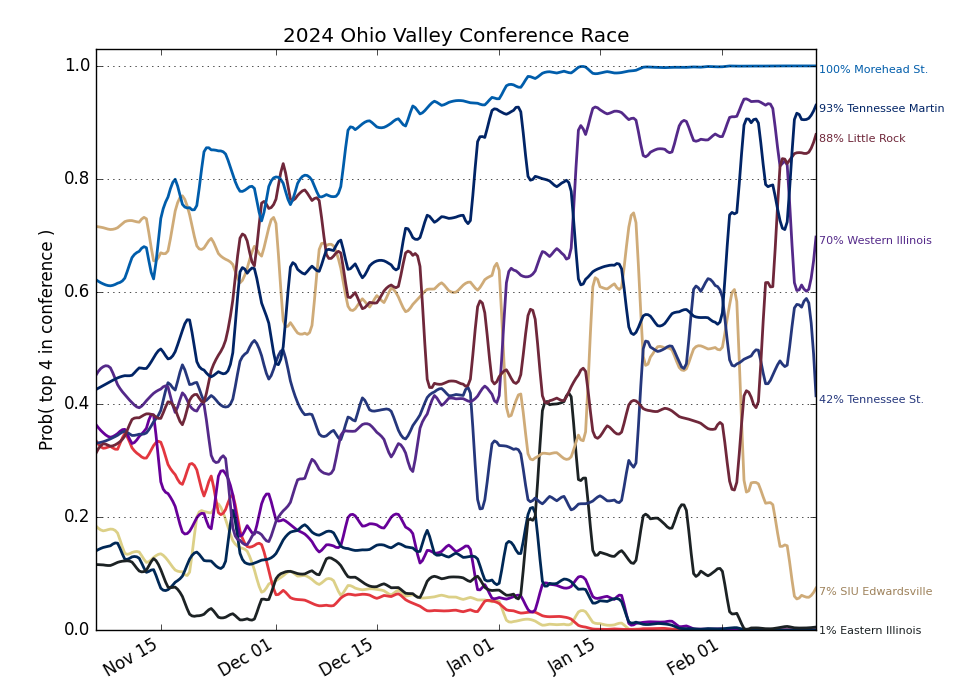 2024 Ohio Valley Conference Race
Prob( top 4 in conference )
1.0
0.8
0.6
0.4
0.2
0.0
Nov 15
Dec 01
Dec 15
Jan 01
Jan 15
Feb 01
100% Morehead St.
93% Tennessee Martin
88% Little Rock
70% Western Illinois
42% Tennessee St.
7% SIU Edwardsville
1% Eastern Illinois